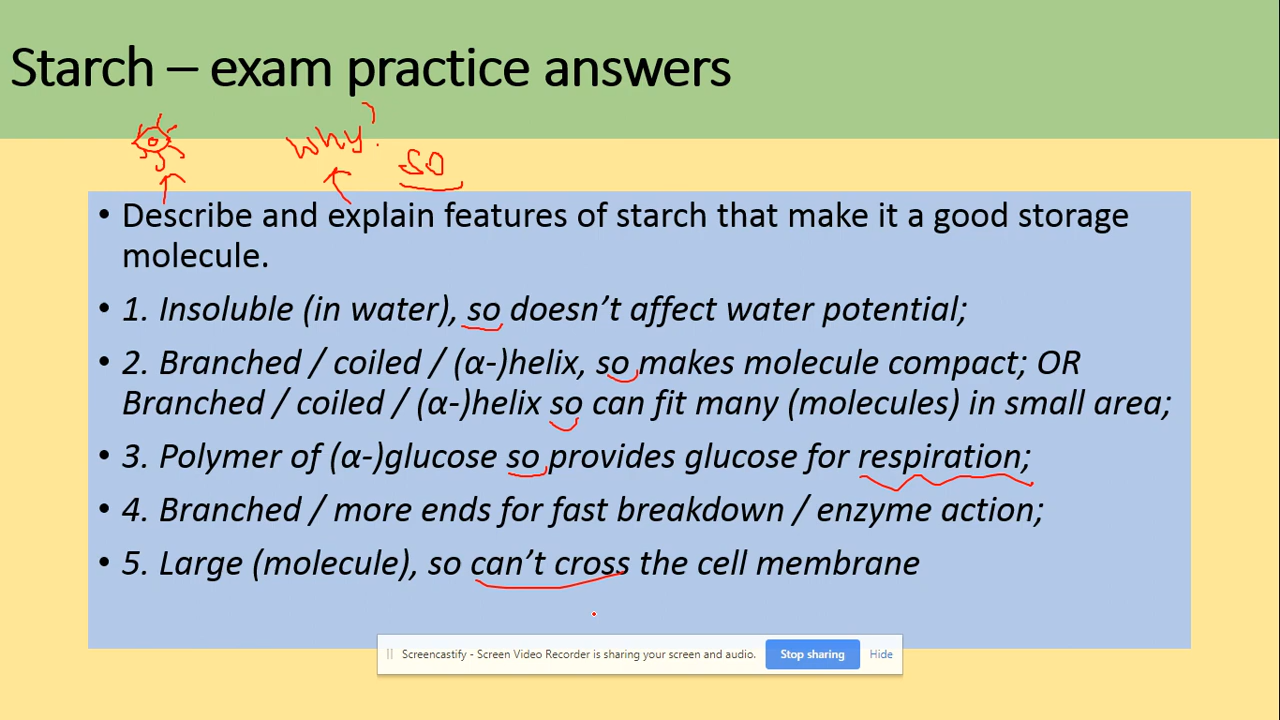 Starch – exam practice answers
why?
so
• Describe and explain features of starch that make it a good storage
molecule.
• 1. Insoluble (in water), so doesn't affect water potential;
• 2. Branched / coiled / (α-)helix, so makes molecule compact; OR
Branched / coiled / (α-)helix so can fit many (molecules) in small area;
• 3. Polymer of (α-)glucose so provides glucose for respiration;
• 4. Branched / more ends for fast breakdown / enzyme action;
• 5. Large (molecule), so can't cross the cell membrane
Screencastify - Screen Video Recorder is sharing your screen and audio. Stop sharing Hide